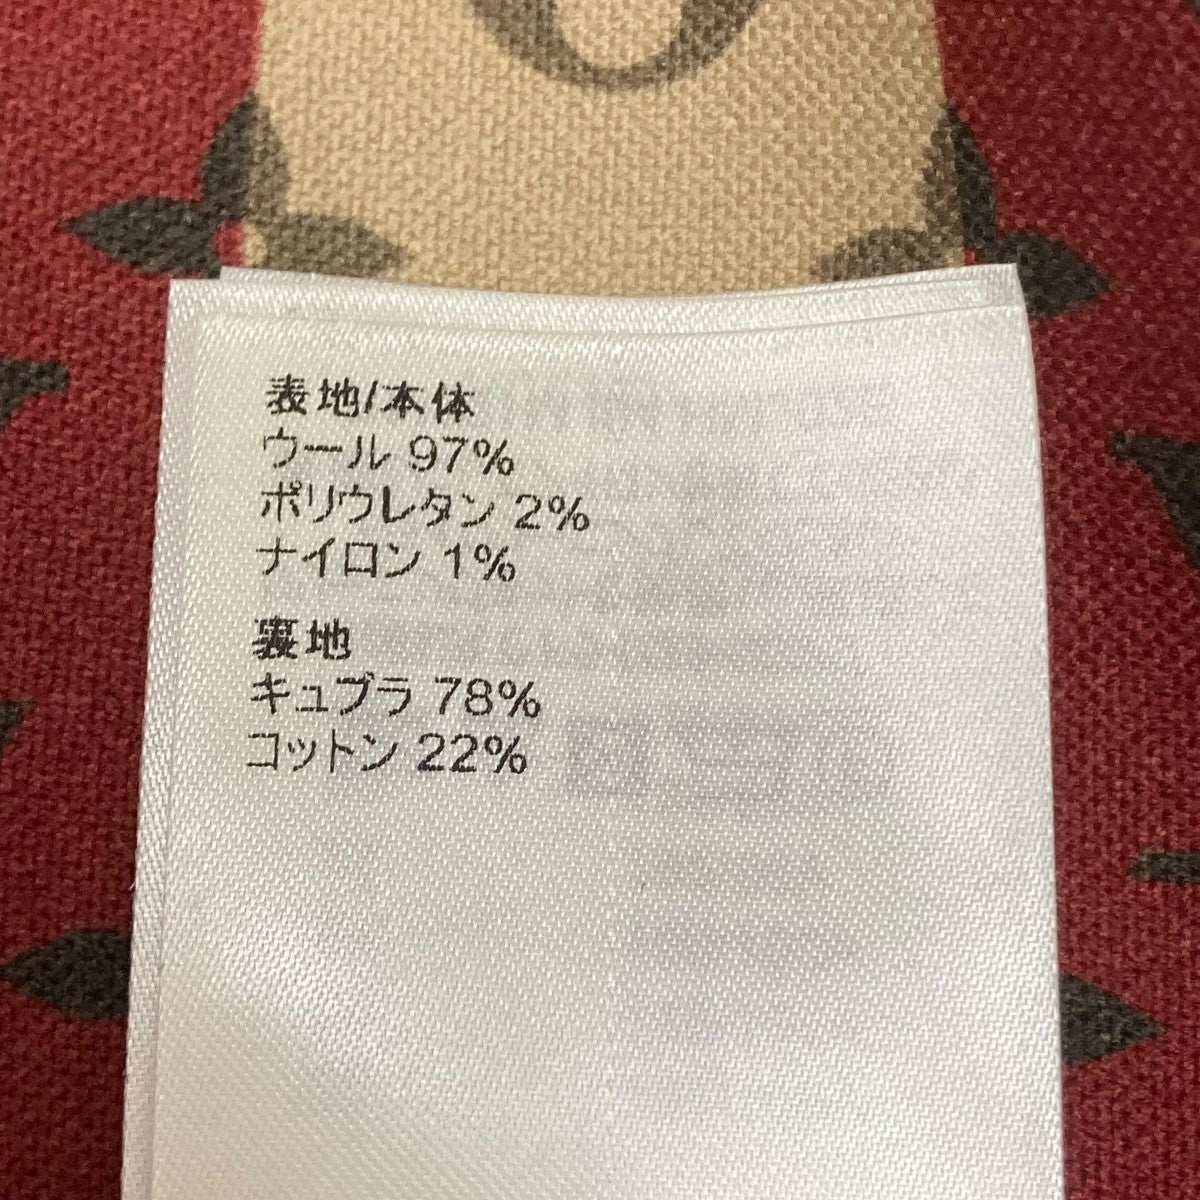 表地/本体
ウール 97%
ポリウレタン 2%
ナイロン 1%
裏地
キュプラ 78%
コットン 22%